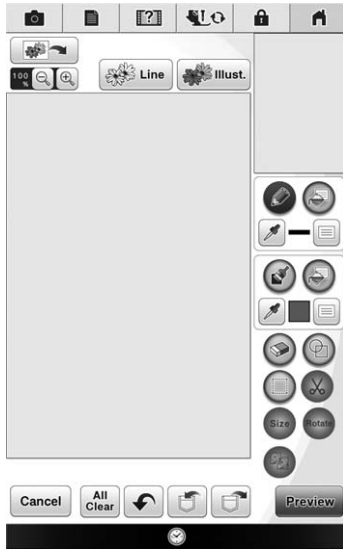 [?]
100
%
Line
Illust.
Size
Rotate
Cancel
All
Clear
Preview